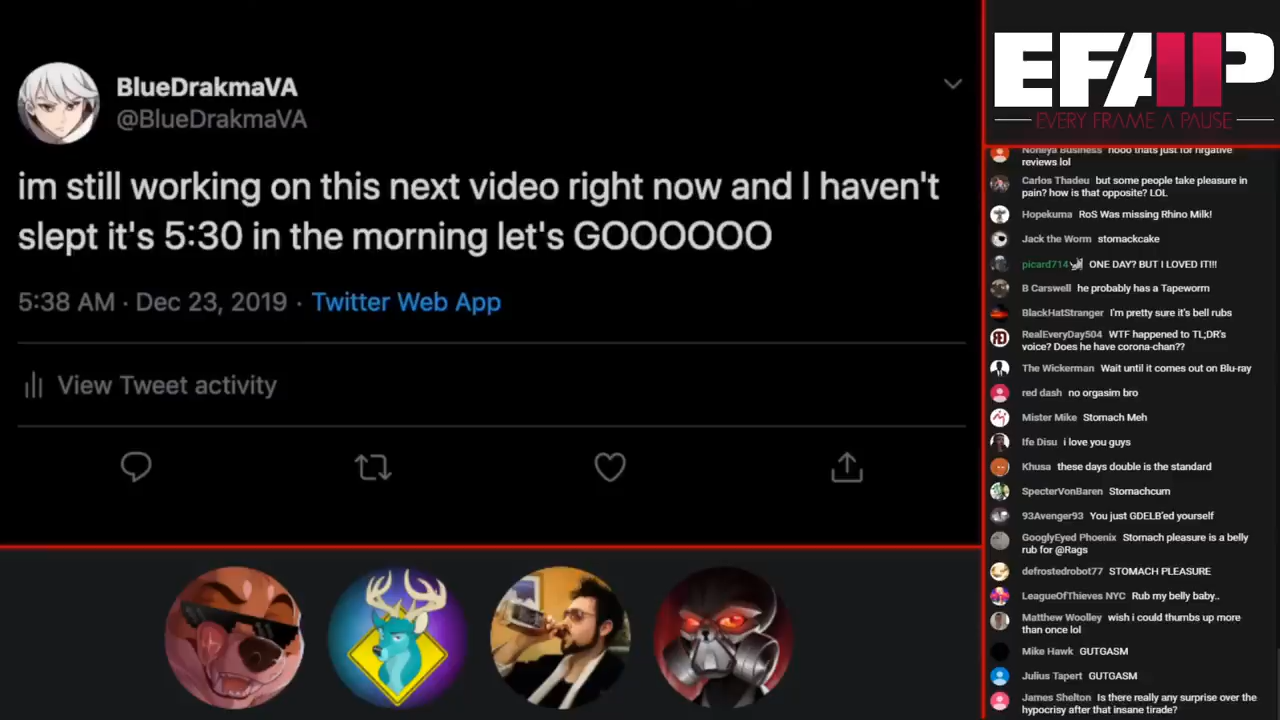 BlueDrakmaVA
@BlueDrakmaVA
im still working on this next video right now and I haven't
slept it's 5:30 in the morning let's GOOOOOO
5:38 AM · Dec 23, 2019 · Twitter Web App
View Tweet activity
EFAP
EVERY FRAME A PAUSE
Nohiya Business nooo thats just for nrgative
reviews lol
Carlos Thadeu but some people take pleasure in
pain? how is that opposite? LOL
Hopekuma RoS Was missing Rhino Milk!
Jack the Worm stomackcake
picard714 ONE DAY? BUT I LOVED IT!!!
B Carswell he probably has a Tapeworm
BlackHatStranger I'm pretty sure it's bell rubs
RealEveryDay504 WTF happened to TL;DR's
voice? Does he have corona-chan??
The Wickerman Wait until it comes out on Blu-ray
red dash no orgasim bro
Mister Mike Stomach Meh
Ife Disu i love you guys
Khusa these days double is the standard
SpecterVonBaren Stomachcum
93Avenger93 You just GDELB'ed yourself
GooglyEyed Phoenix Stomach pleasure is a belly
rub for @Rags
defrostedrobot77 STOMACH PLEASURE
LeagueOfThieves NYC Rub my belly baby..
Matthew Woolley wish i could thumbs up more
than once lol
Mike Hawk GUTGASM
Julius Tapert GUTGASM
James Shelton Is there really any surprise over the
hypocrisy after that insane tirade?